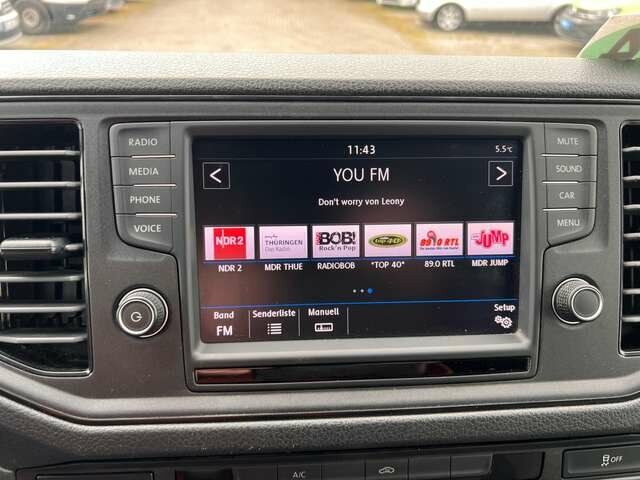 RADIO
MEDIA
PHONE
VOICE
11:43
5.5°C
<
YOU FM
>
Don't worry von Leony
NDR 2
THÜRINGEN
Das Radio
BOB!
Rock'n Pop
TOP 40
89.0 RTL
JUMP
NDR 2
MDR THUE
RADIOBOB
*TOP 40*
89.0 RTL
MDR JUMP
Band
FM
Senderliste
Manuell
Setup
MUTE
SOUND
CAR
MENU
A/C
OFF